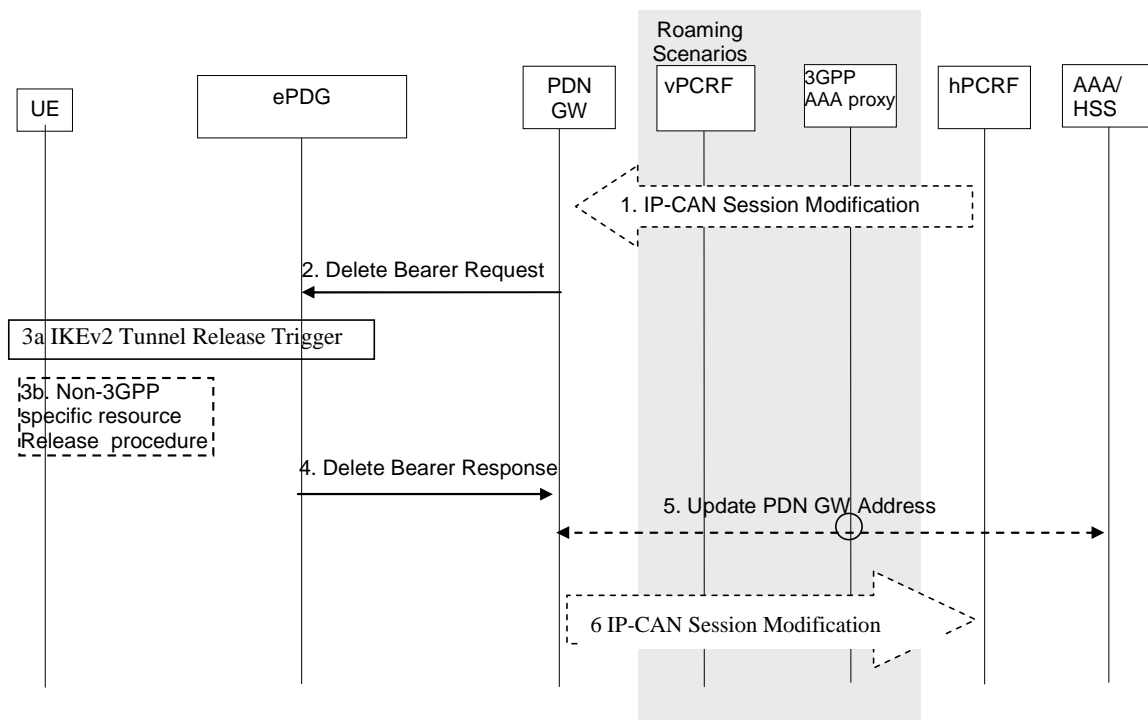 Roaming
Scenarios
UE
ePDG
PDN
GW
vPCRF
3GPP
AAA proxy
hPCRF
AAA/
HSS
1. IP-CAN Session Modification
2. Delete Bearer Request
3a IKEv2 Tunnel Release Trigger
3b. Non-3GPP
specific resource
Release procedure
4. Delete Bearer Response
5. Update PDN GW Address
6 IP-CAN Session Modification